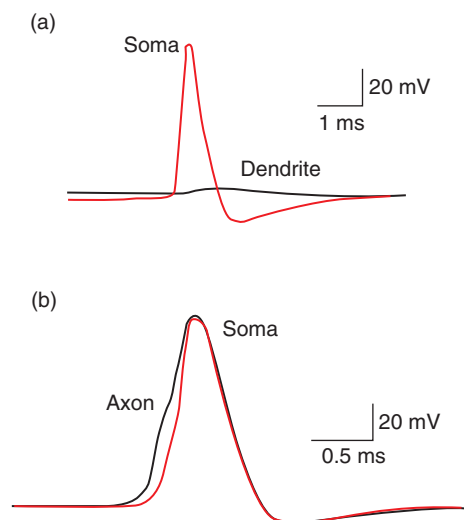 (a)
Soma
20 mV
1 ms
Dendrite
(b)
Soma
Axon
20 mV
0.5 ms